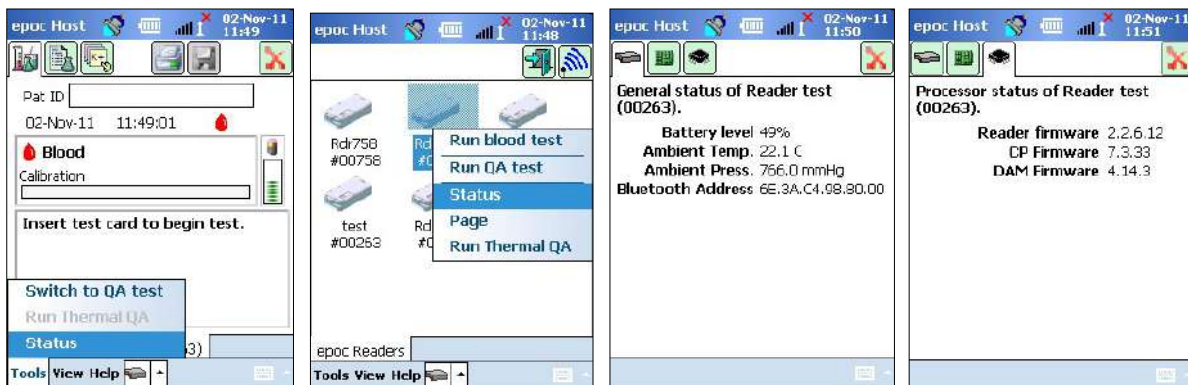 epoc Host 02-Nov-11
11:49
Pat ID
02-Nov-11 11:49:01
Blood
Calibration
Insert test card to begin test.
Switch to QA test
Run Thermal QA
Status
Tools View Help
epoc Host 02-Nov-11
11:48
Rdr758
#00758
Run blood test
Run QA test
Status
Page
Run Thermal QA
test
#00263
epoc Readers
Tools View Help
epoc Host 02-Nov-11
11:50
General status of Reader test
(00263).
Battery level 49%
Ambient Temp. 22.1 C
Ambient Press. 766.0 mmHg
Bluetooth Address 6E.3A.C4.98.80.00
epoc Host 02-Nov-11
11:51
Processor status of Reader test
(00263).
Reader firmware 2.2.6.12
CP Firmware 7.3.33
DAM Firmware 4.14.3